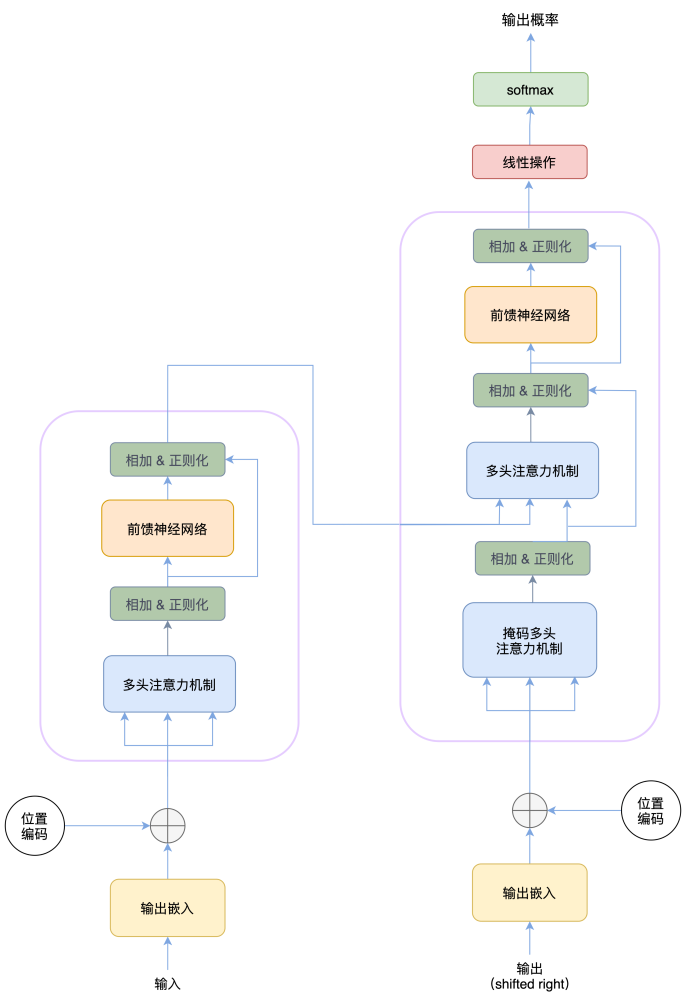 输出概率
softmax
线性操作
相加 & 正则化
前馈神经网络
相加 & 正则化
多头注意力机制
相加 & 正则化
掩码多头
注意力机制
位置
编码
输出嵌入
输出
(shifted right)
相加 & 正则化
前馈神经网络
相加 & 正则化
多头注意力机制
位置
编码
输出嵌入
输入